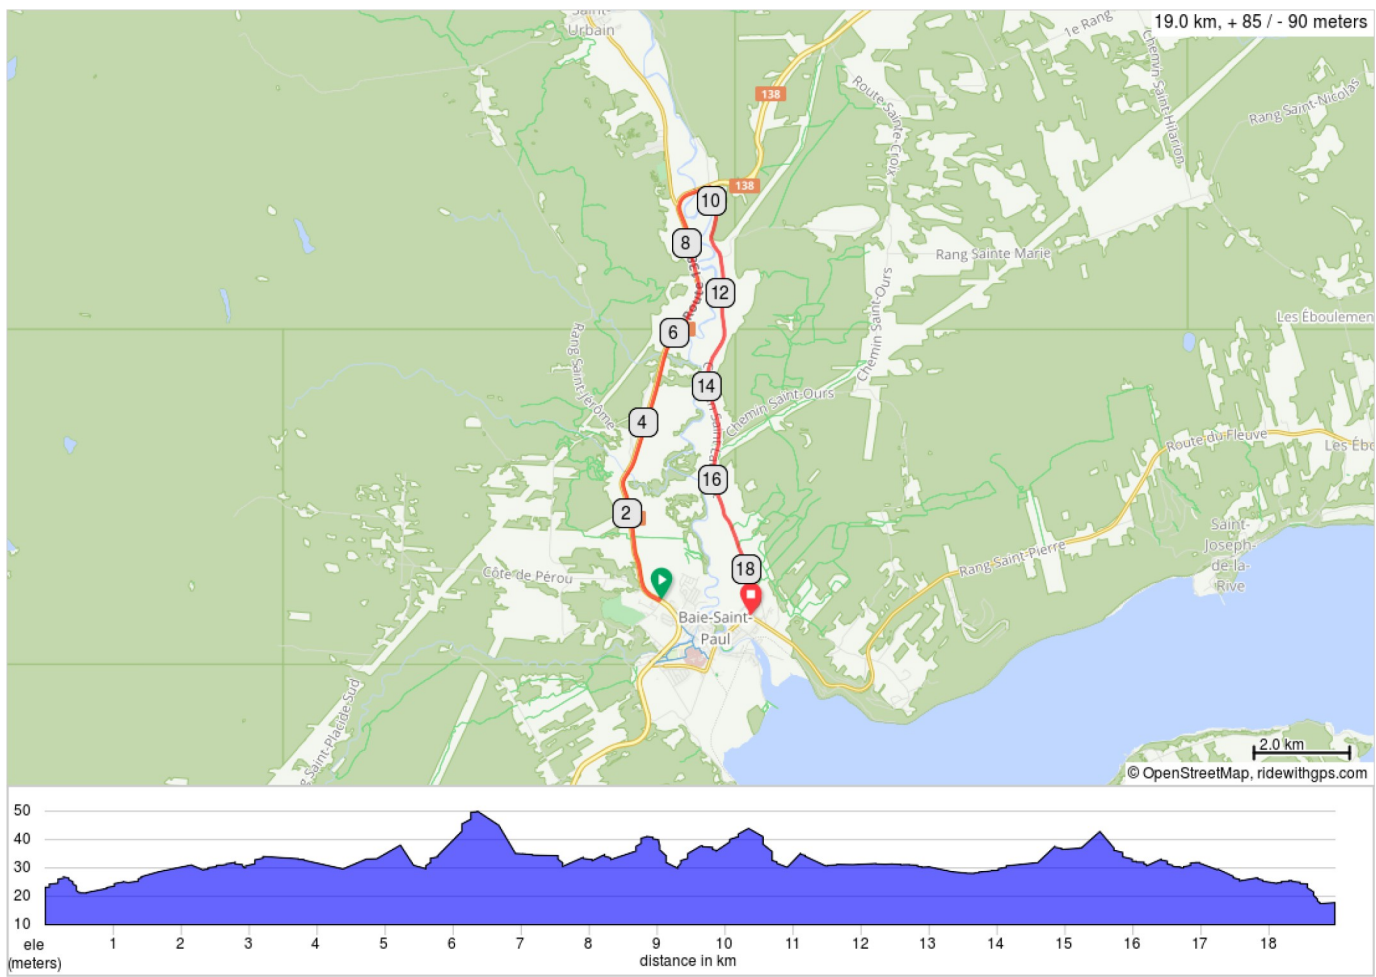 Saint-
Urbain
19.0 km, + 85 / - 90 meters
1e Rang
Chemin Saint-Hilarion
138
Route-Sainte-Croix
Rang Saint-Nicolas
138
10
8
Rang Sainte Marie
12
Route
Chemin Saint-Ours
Les Éboulemen
6
Rang Saint-Jérôme
14
Chemin Saint-Ours
4
Route du Fleuve
Les Ébo
16
2
Saint-
Joseph-
de-la-
Rive
Rang Saint-Pierre
18
Côte de Pérou
Baie-Saint-
Paul
g Saint-Placide-Sud
2.0 km
© OpenStreetMap, ridewithgps.com
50
40
30
20
10
ele
(meters)
1 2 3 4 5 6 7 8 9 10 11 12 13 14 15 16 17 18
distance in km